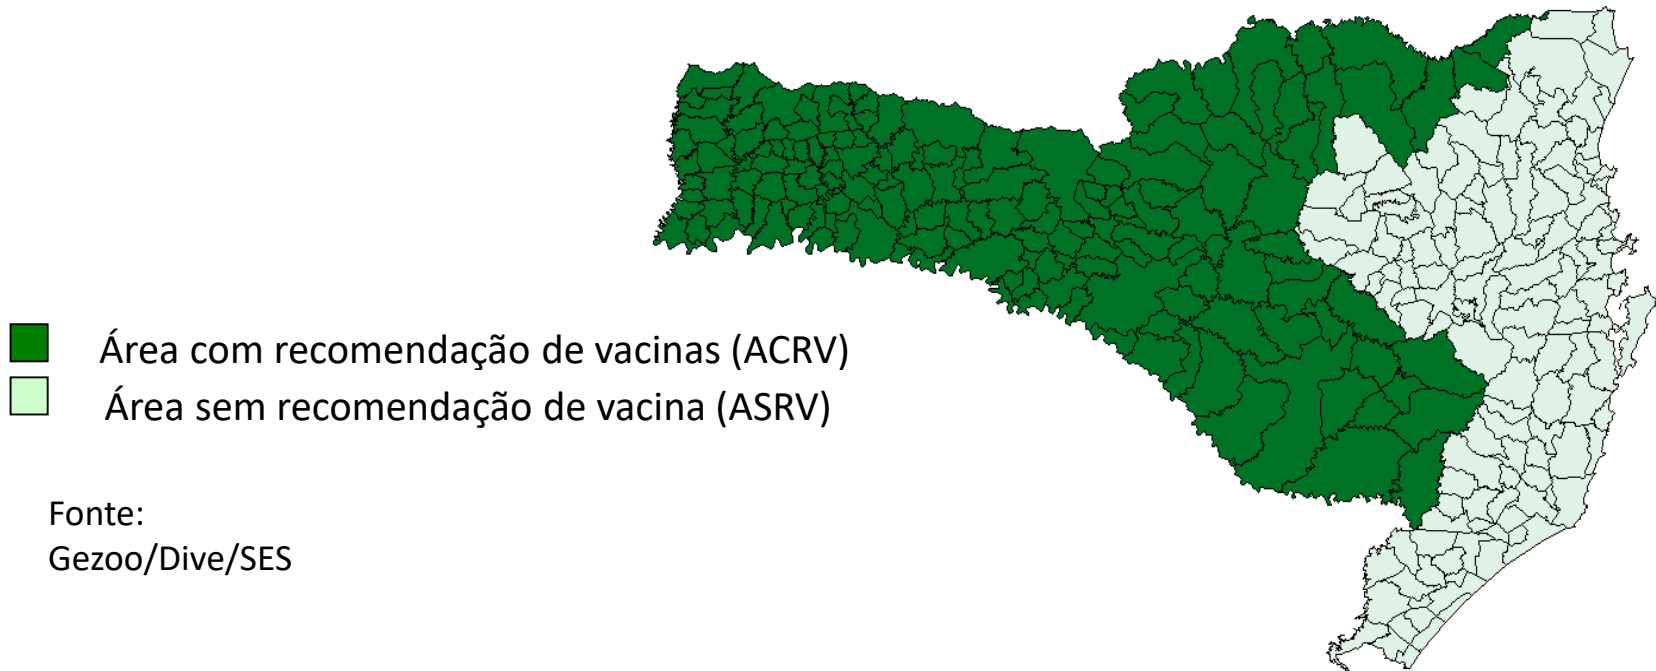 Área com recomendação de vacinas (ACRV)
Área sem recomendação de vacina (ASRV)
Fonte:
Gezoo/Dive/SES